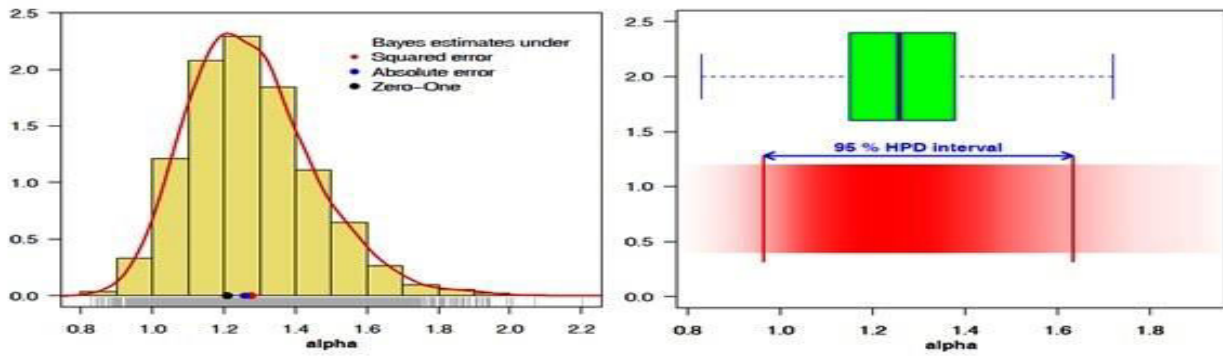 2.5
2.0
1.5
1.0
0.5
0.0
Bayes estimates under
Squared error
Absolute error
Zero-One
0.8 1.0 1.2 1.4 1.6 1.8 2.0 2.2
alpha
2.5
2.0
1.5
1.0
0.5
0.0
95 % HPD interval
0.8 1.0 1.2 1.4 1.6 1.8
alpha